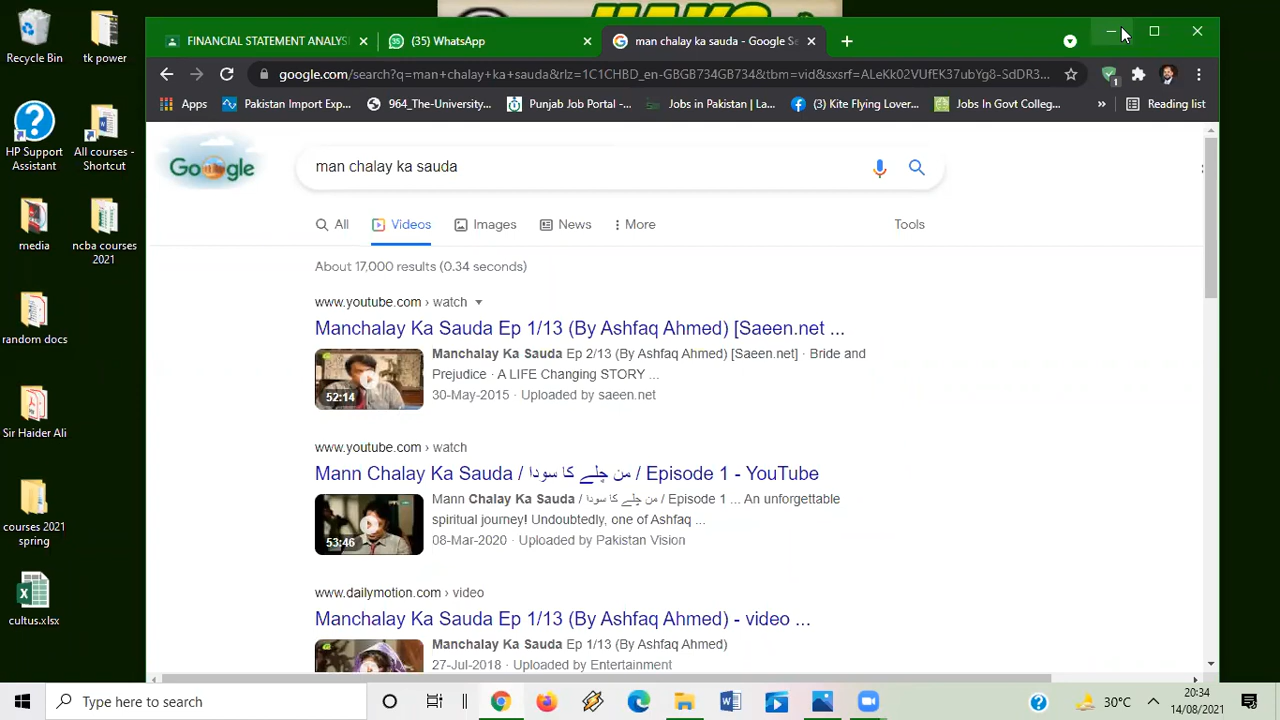 Recycle Bin
tk power
HP Support
Assistant
All courses -
Shortcut
media
ncba courses
2021
random docs
Sir Haider Ali
courses 2021
spring
cultus.xlsx
FINANCIAL STATEMENT ANALYS
(35) WhatsApp
man chalay ka sauda - Google Se
google.com/search?q=man+chalay+ka+sauda&rlz=1C1CHBD_en-GBGB734GB734&tbm=vid&sxsrf=ALeKk02VUfEK37ubYg8-SdDR3...
1
Apps
Pakistan Import Exp...
964_The-University...
Punjab Job Portal -...
Jobs in Pakistan | La...
(3) Kite Flying Lover...
Jobs In Govt Colleg...
»
Reading list
Google
man chalay ka sauda
All
Videos
Images
News
More
Tools
About 17,000 results (0.34 seconds)
www.youtube.com › watch
Manchalay Ka Sauda Ep 1/13 (By Ashfaq Ahmed) [Saeen.net ...
Manchalay Ka Sauda Ep 2/13 (By Ashfaq Ahmed) [Saeen.net] · Bride and
Prejudice · A LIFE Changing STORY ...
52:14
30-May-2015 · Uploaded by saeen.net
www.youtube.com › watch
Mann Chalay Ka Sauda / من چلے کا سودا / Episode 1 - YouTube
Mann Chalay Ka Sauda / من چلے کا سودا / Episode 1 ... An unforgettable
spiritual journey! Undoubtedly, one of Ashfaq ...
53:46
08-Mar-2020 · Uploaded by Pakistan Vision
www.dailymotion.com › video
Manchalay Ka Sauda Ep 1/13 (By Ashfaq Ahmed) - video ...
Manchalay Ka Sauda Ep 1/13 (By Ashfaq Ahmed)
27-Jul-2018 · Uploaded by Entertainment
Type here to search
30°C
20:34
14/08/2021